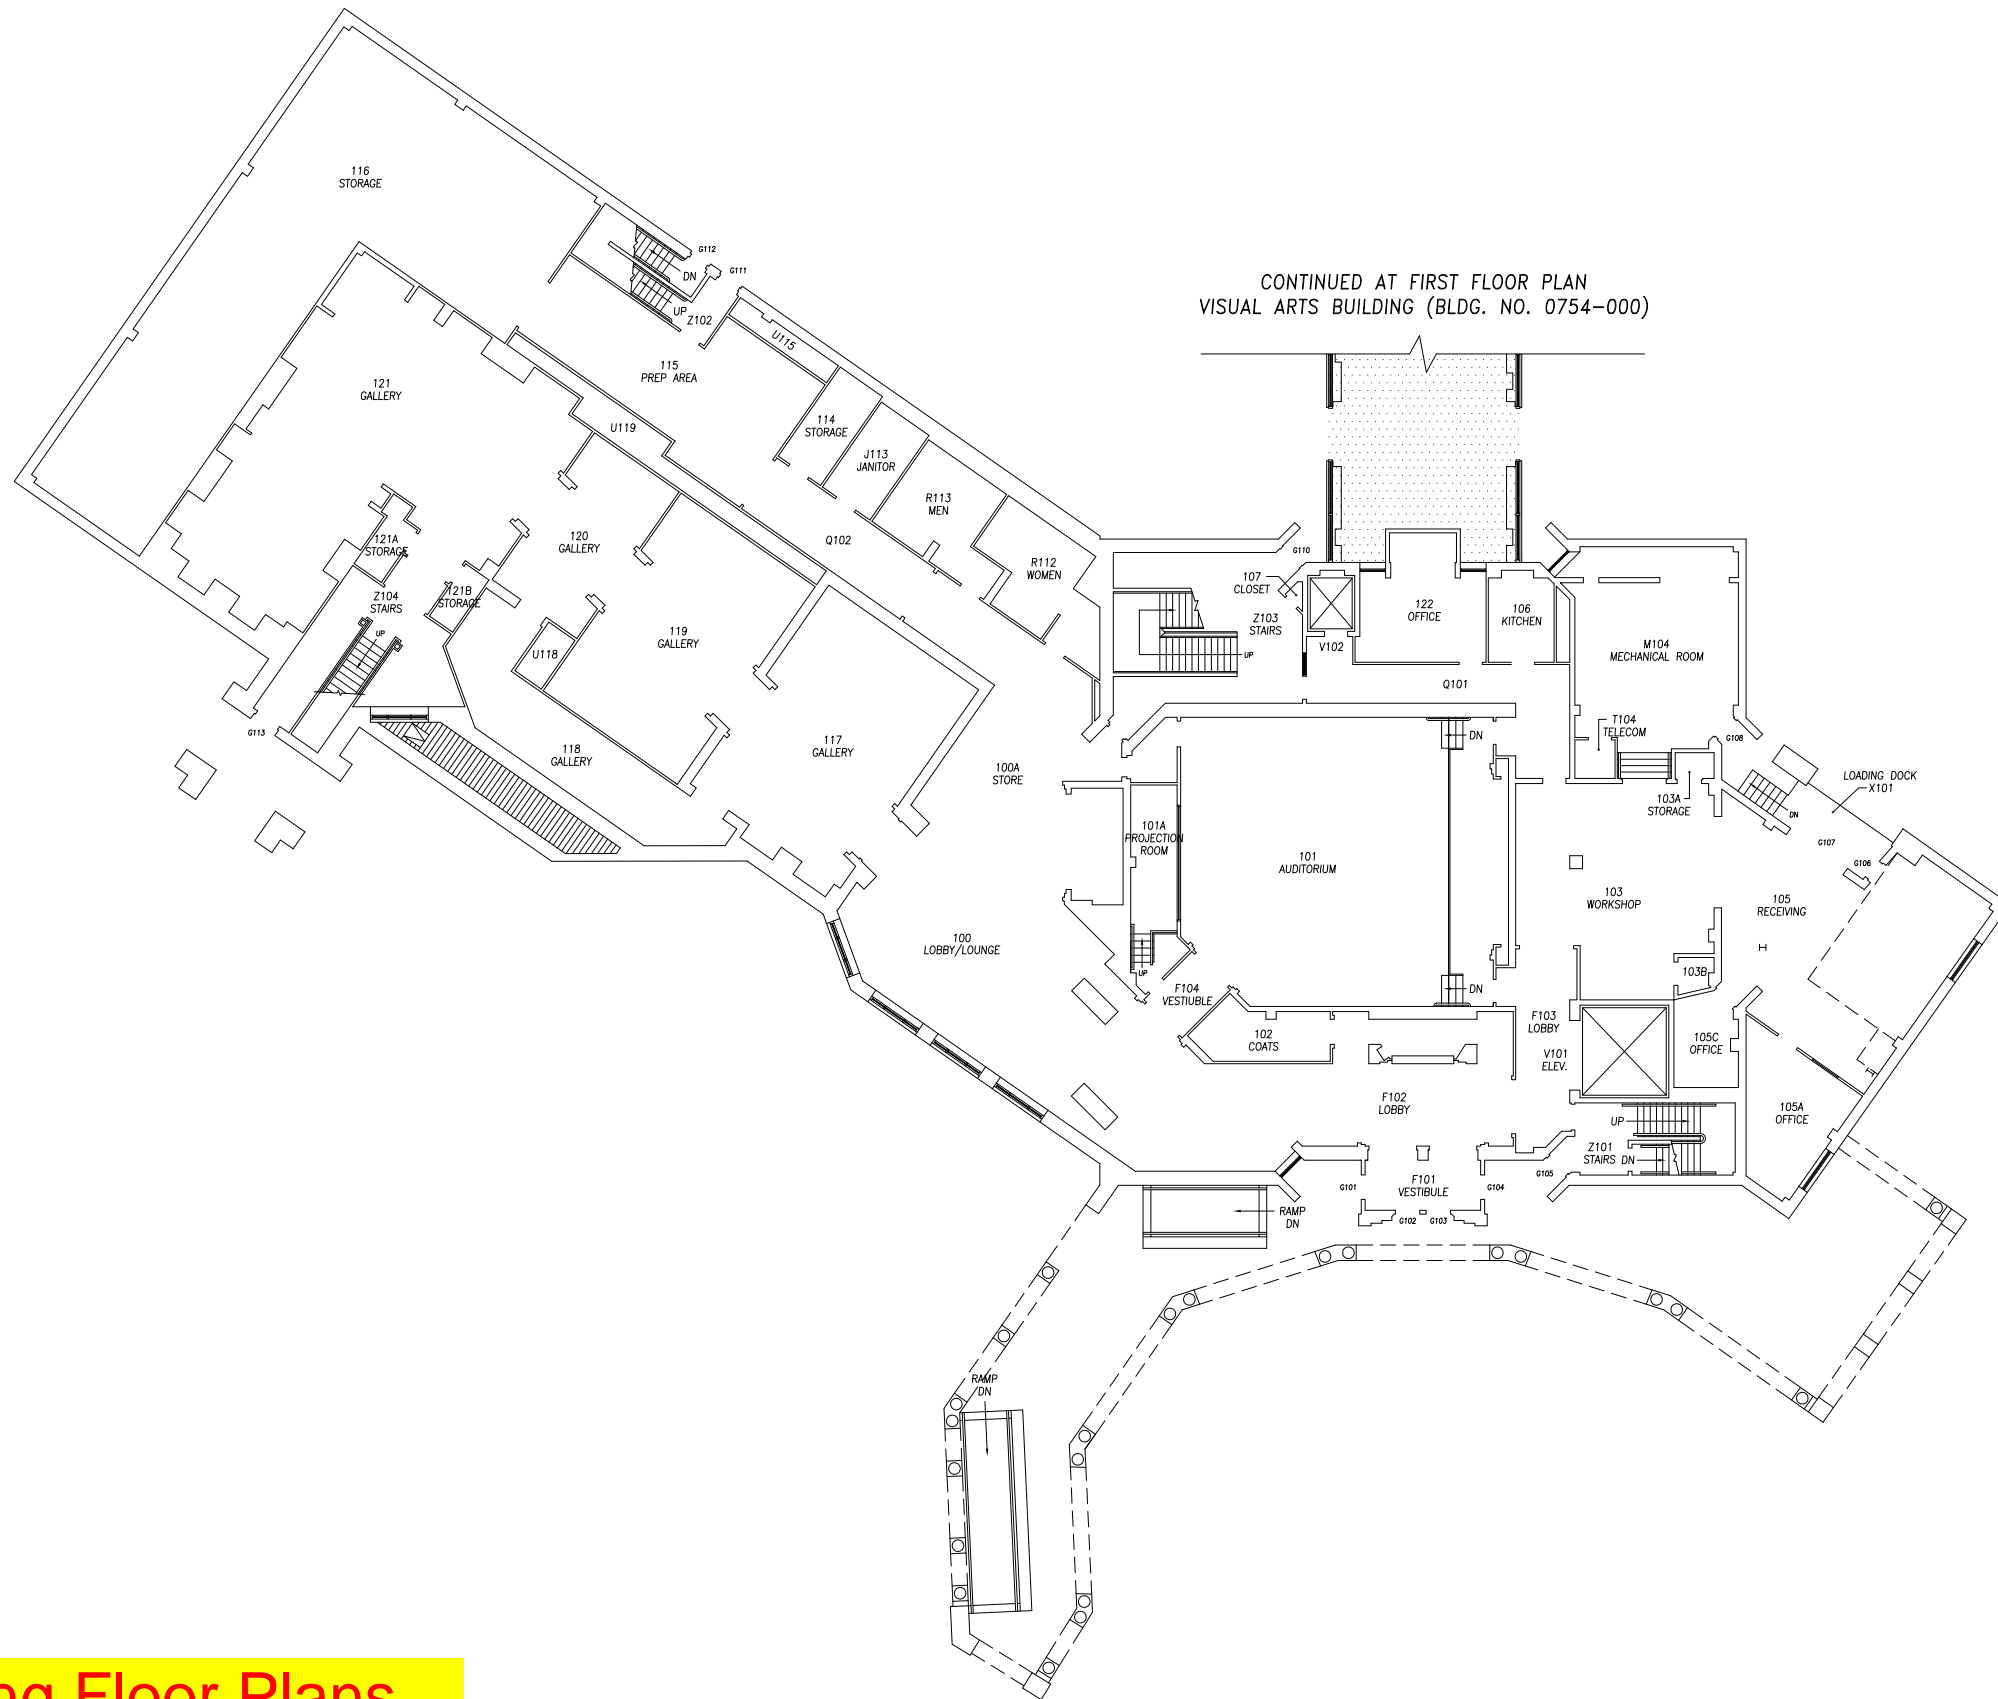 116
STORAGE
G112
G111
DN
UP
Z102
CONTINUED AT FIRST FLOOR PLAN
VISUAL ARTS BUILDING (BLDG. NO. 0754-000)
U115
115
PREP AREA
121
GALLERY
U119
114
STORAGE
J113
JANITOR
R113
MEN
Q102
120
GALLERY
121A
STORAGE
R112
WOMEN
G110
107
CLOSET
Z104
STAIRS
121B
STORAGE
UP
122
OFFICE
106
KITCHEN
Z103
STAIRS
V102
UP
119
GALLERY
U118
M104
MECHANICAL ROOM
Q101
G113
118
GALLERY
117
GALLERY
100A
STORE
DN
T104
TELECOM
G108
103A
STORAGE
LOADING DOCK
X101
DN
101A
PROJECTION
ROOM
101
AUDITORIUM
G107
G106
103
WORKSHOP
105
RECEIVING
100
LOBBY/LOUNGE
UP
103B
F104
VESTIUBLE
DN
F103
LOBBY
102
COATS
105C
OFFICE
V101
ELEV.
F102
LOBBY
105A
OFFICE
UP
Z101
STAIRS
DN
G105
G101
F101
VESTIBULE
G104
RAMP
DN
G102
G103
RAMP
DN
ng Floor Plans